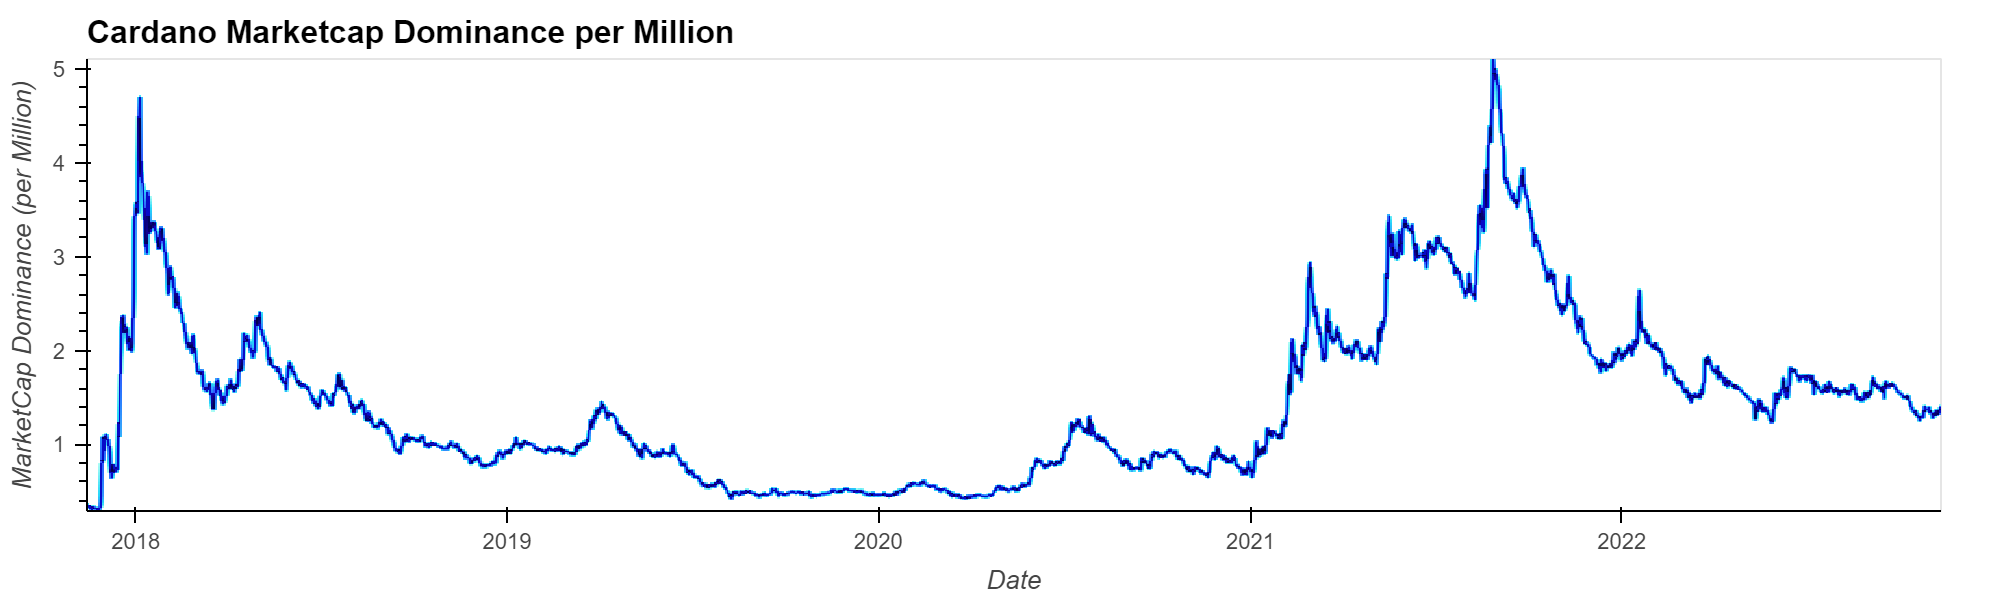 Cardano Marketcap Dominance per Million
MarketCap Dominance (per Million)
5
4
3
2
1
2018 2019 2020 2021 2022
Date